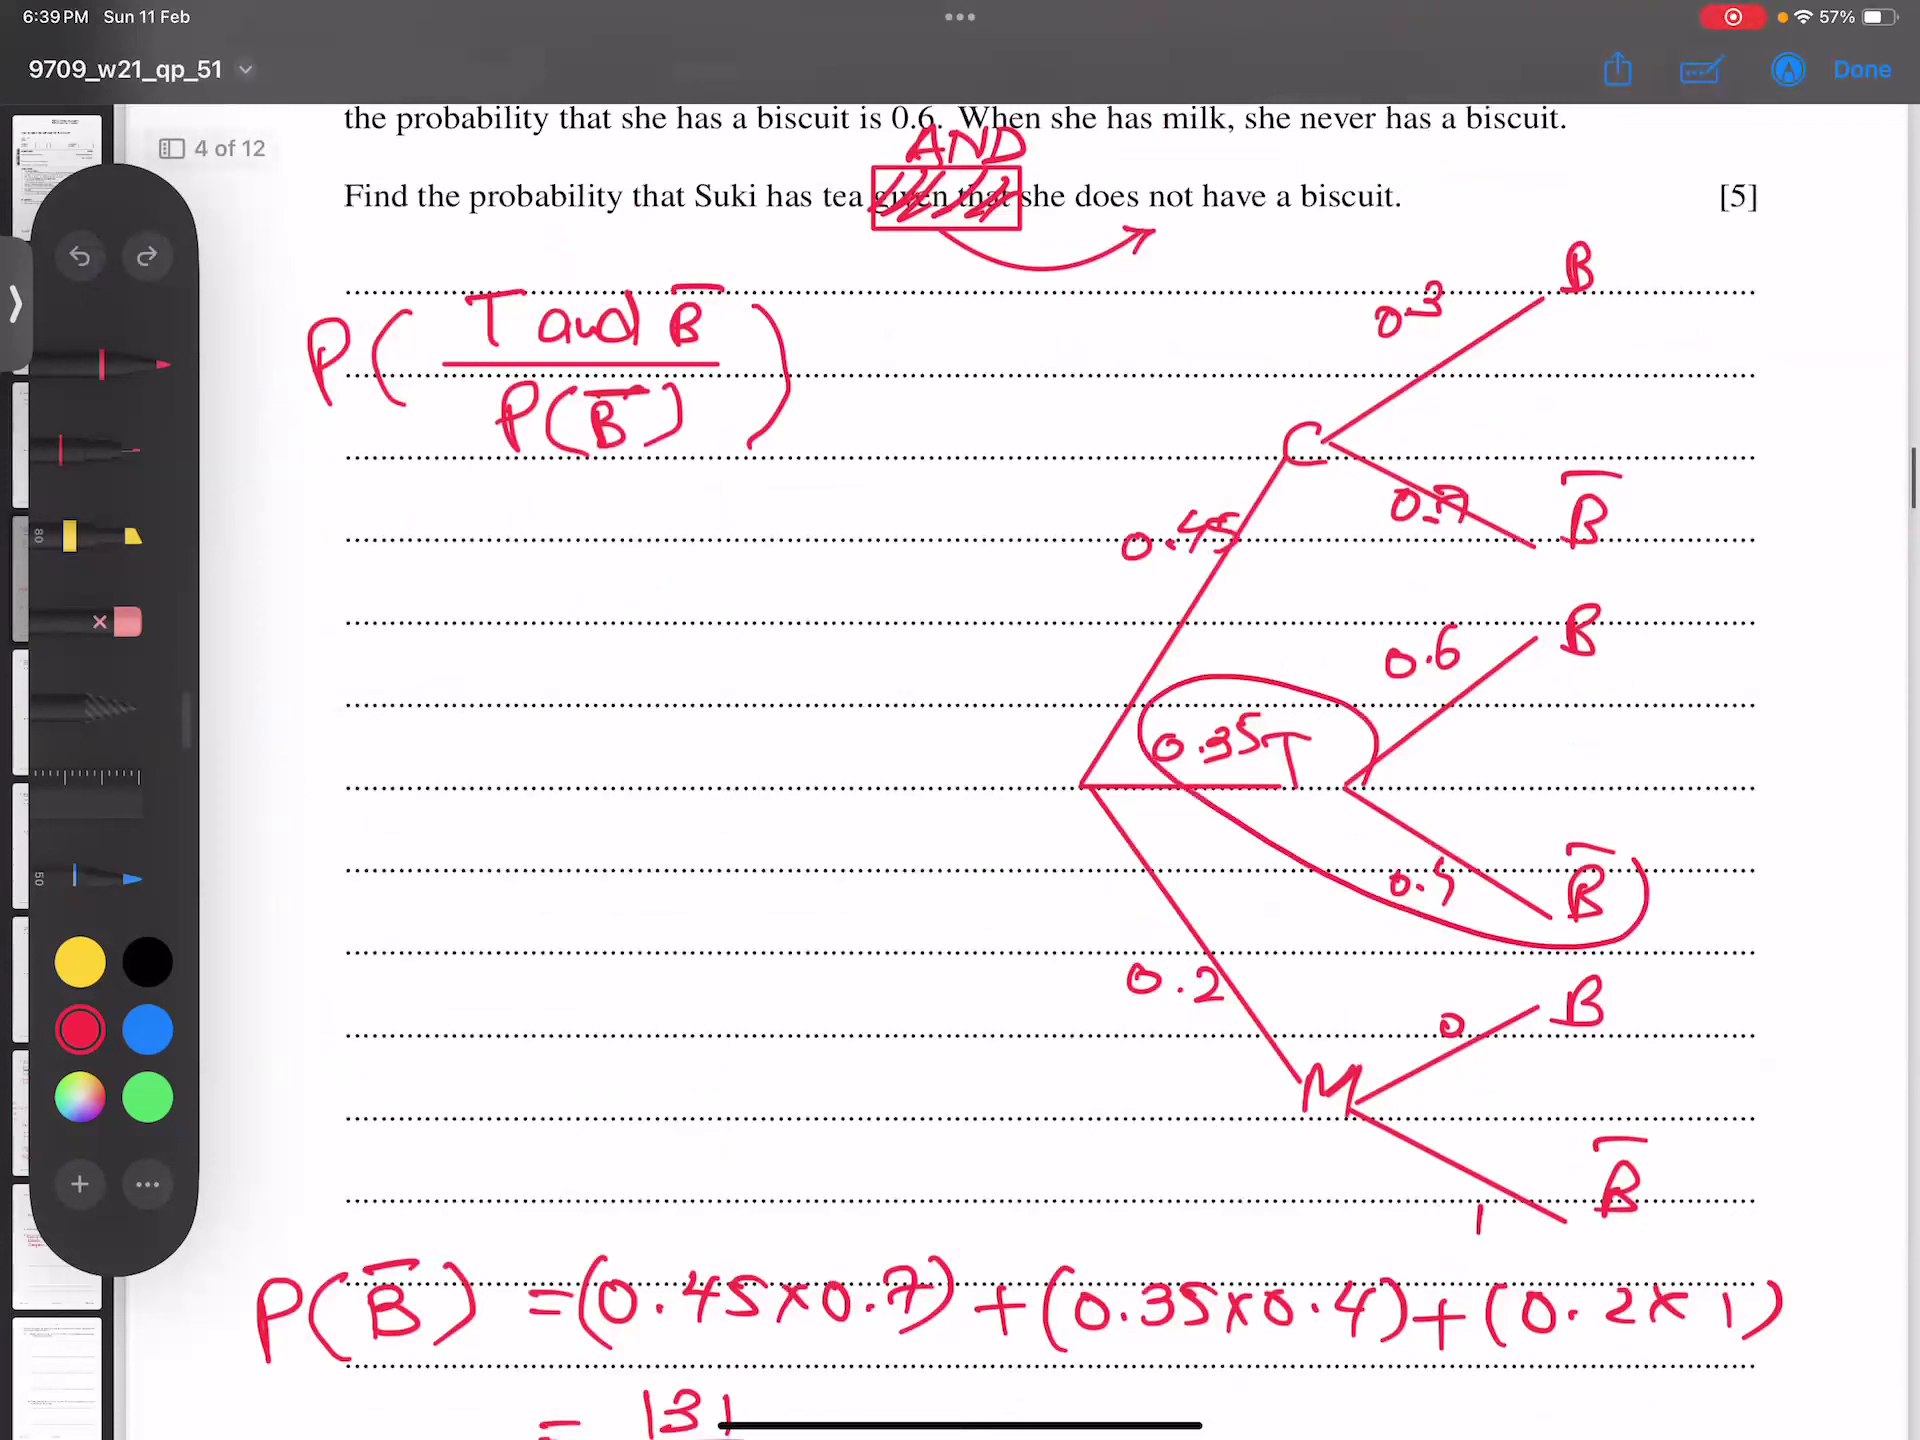 6:39 PM Sun 11 Feb
57%
9709_w21_qp_51
Done
4 of 12
the probability that she has a biscuit is 0.6. When she has milk, she never has a biscuit.
AND
Find the probability that Suki has tea given that she does not have a biscuit. [5]
P( T and B̅ / P(B̅) )
0.3 B
C
0.7 B̅
0.45
0.6 B
0.35 T
0.4 B̅
0.2
0 B
M
1 B̅
P(B̅) = (0.45×0.7) + (0.35×0.4) + (0.2×1)
= 131
80
50